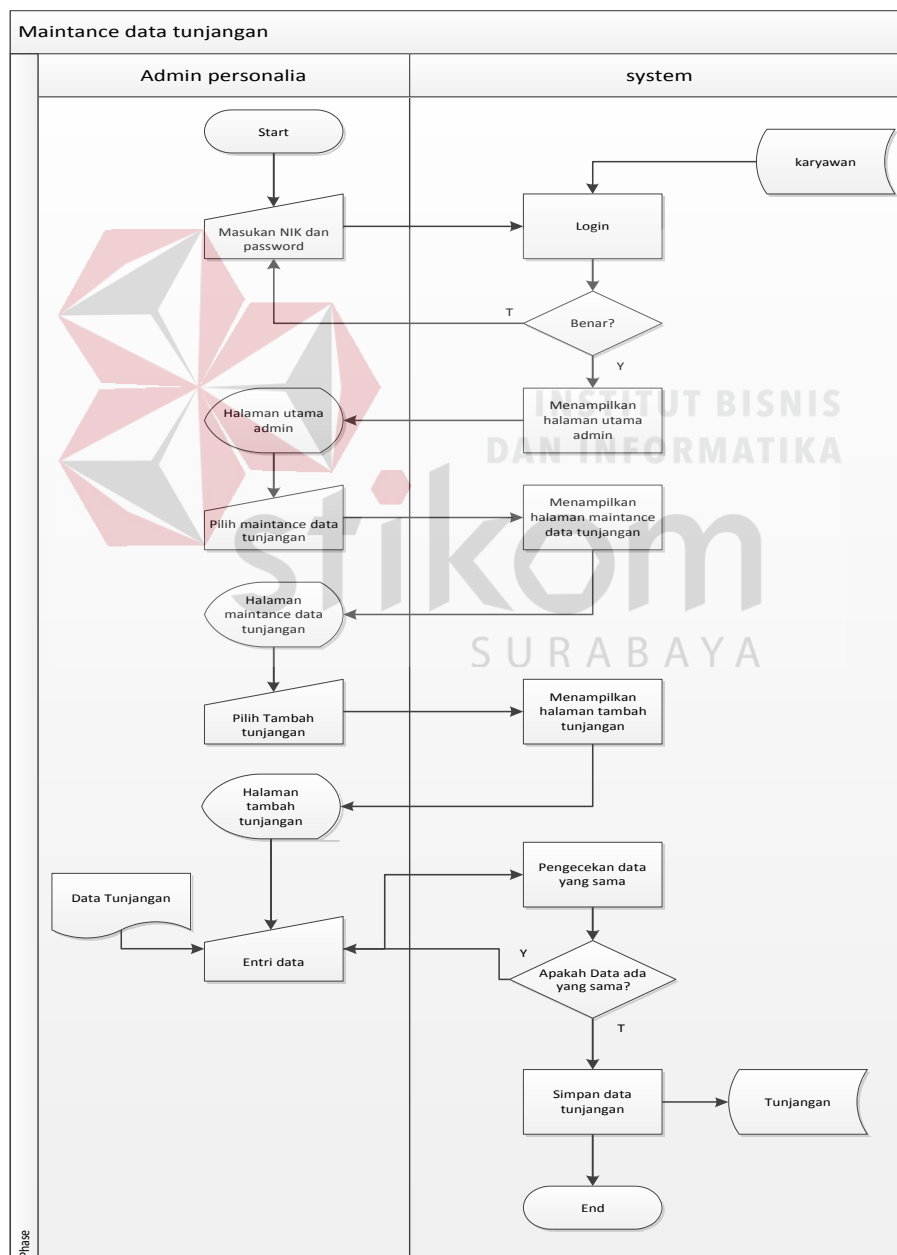 Maintance data tunjangan
Admin personalia
system
Start
karyawan
Masukan NIK dan
password
Login
T
Benar?
Y
Halaman utama
admin
Menampilkan
halaman utama
admin
INSTITUT BISNIS
DAN INFORMATIKA
Pilih maintance data
tunjangan
Menampilkan
halaman maintance
data tunjangan
stikom
SURABAYA
Halaman
maintance data
tunjangan
Pilih Tambah
tunjangan
Menampilkan
halaman tambah
tunjangan
Halaman
tambah
tunjangan
Pengecekan data
yang sama
Data Tunjangan
Entri data
Y
Apakah Data ada
yang sama?
T
Simpan data
tunjangan
Tunjangan
End
Phase